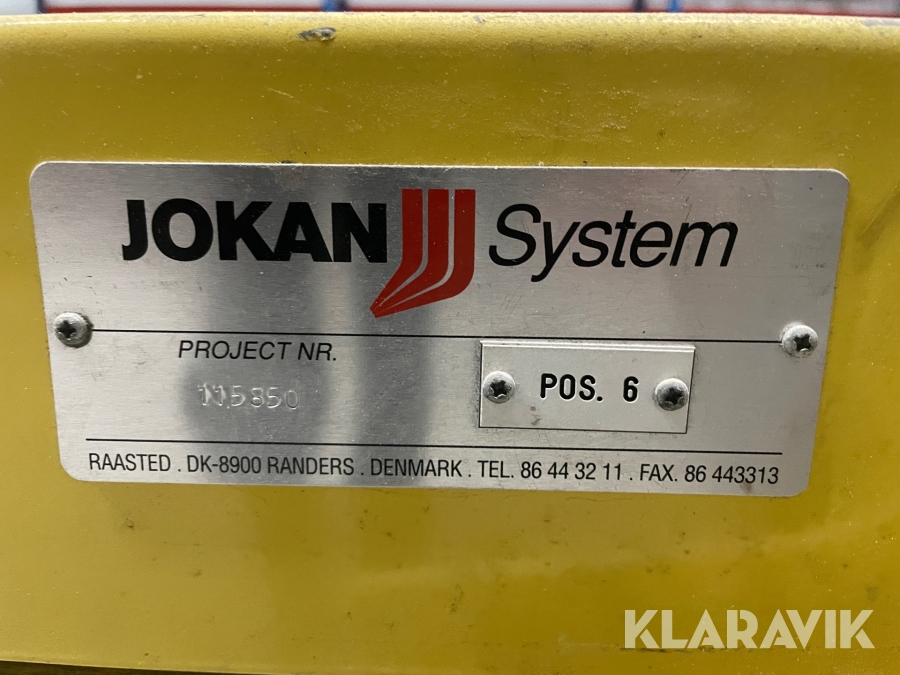 JOKAN System
PROJECT NR.
115850
POS. 6
RAASTED . DK-8900 RANDERS . DENMARK . TEL. 86 44 32 11 . FAX. 86 443313
KLARAVIK